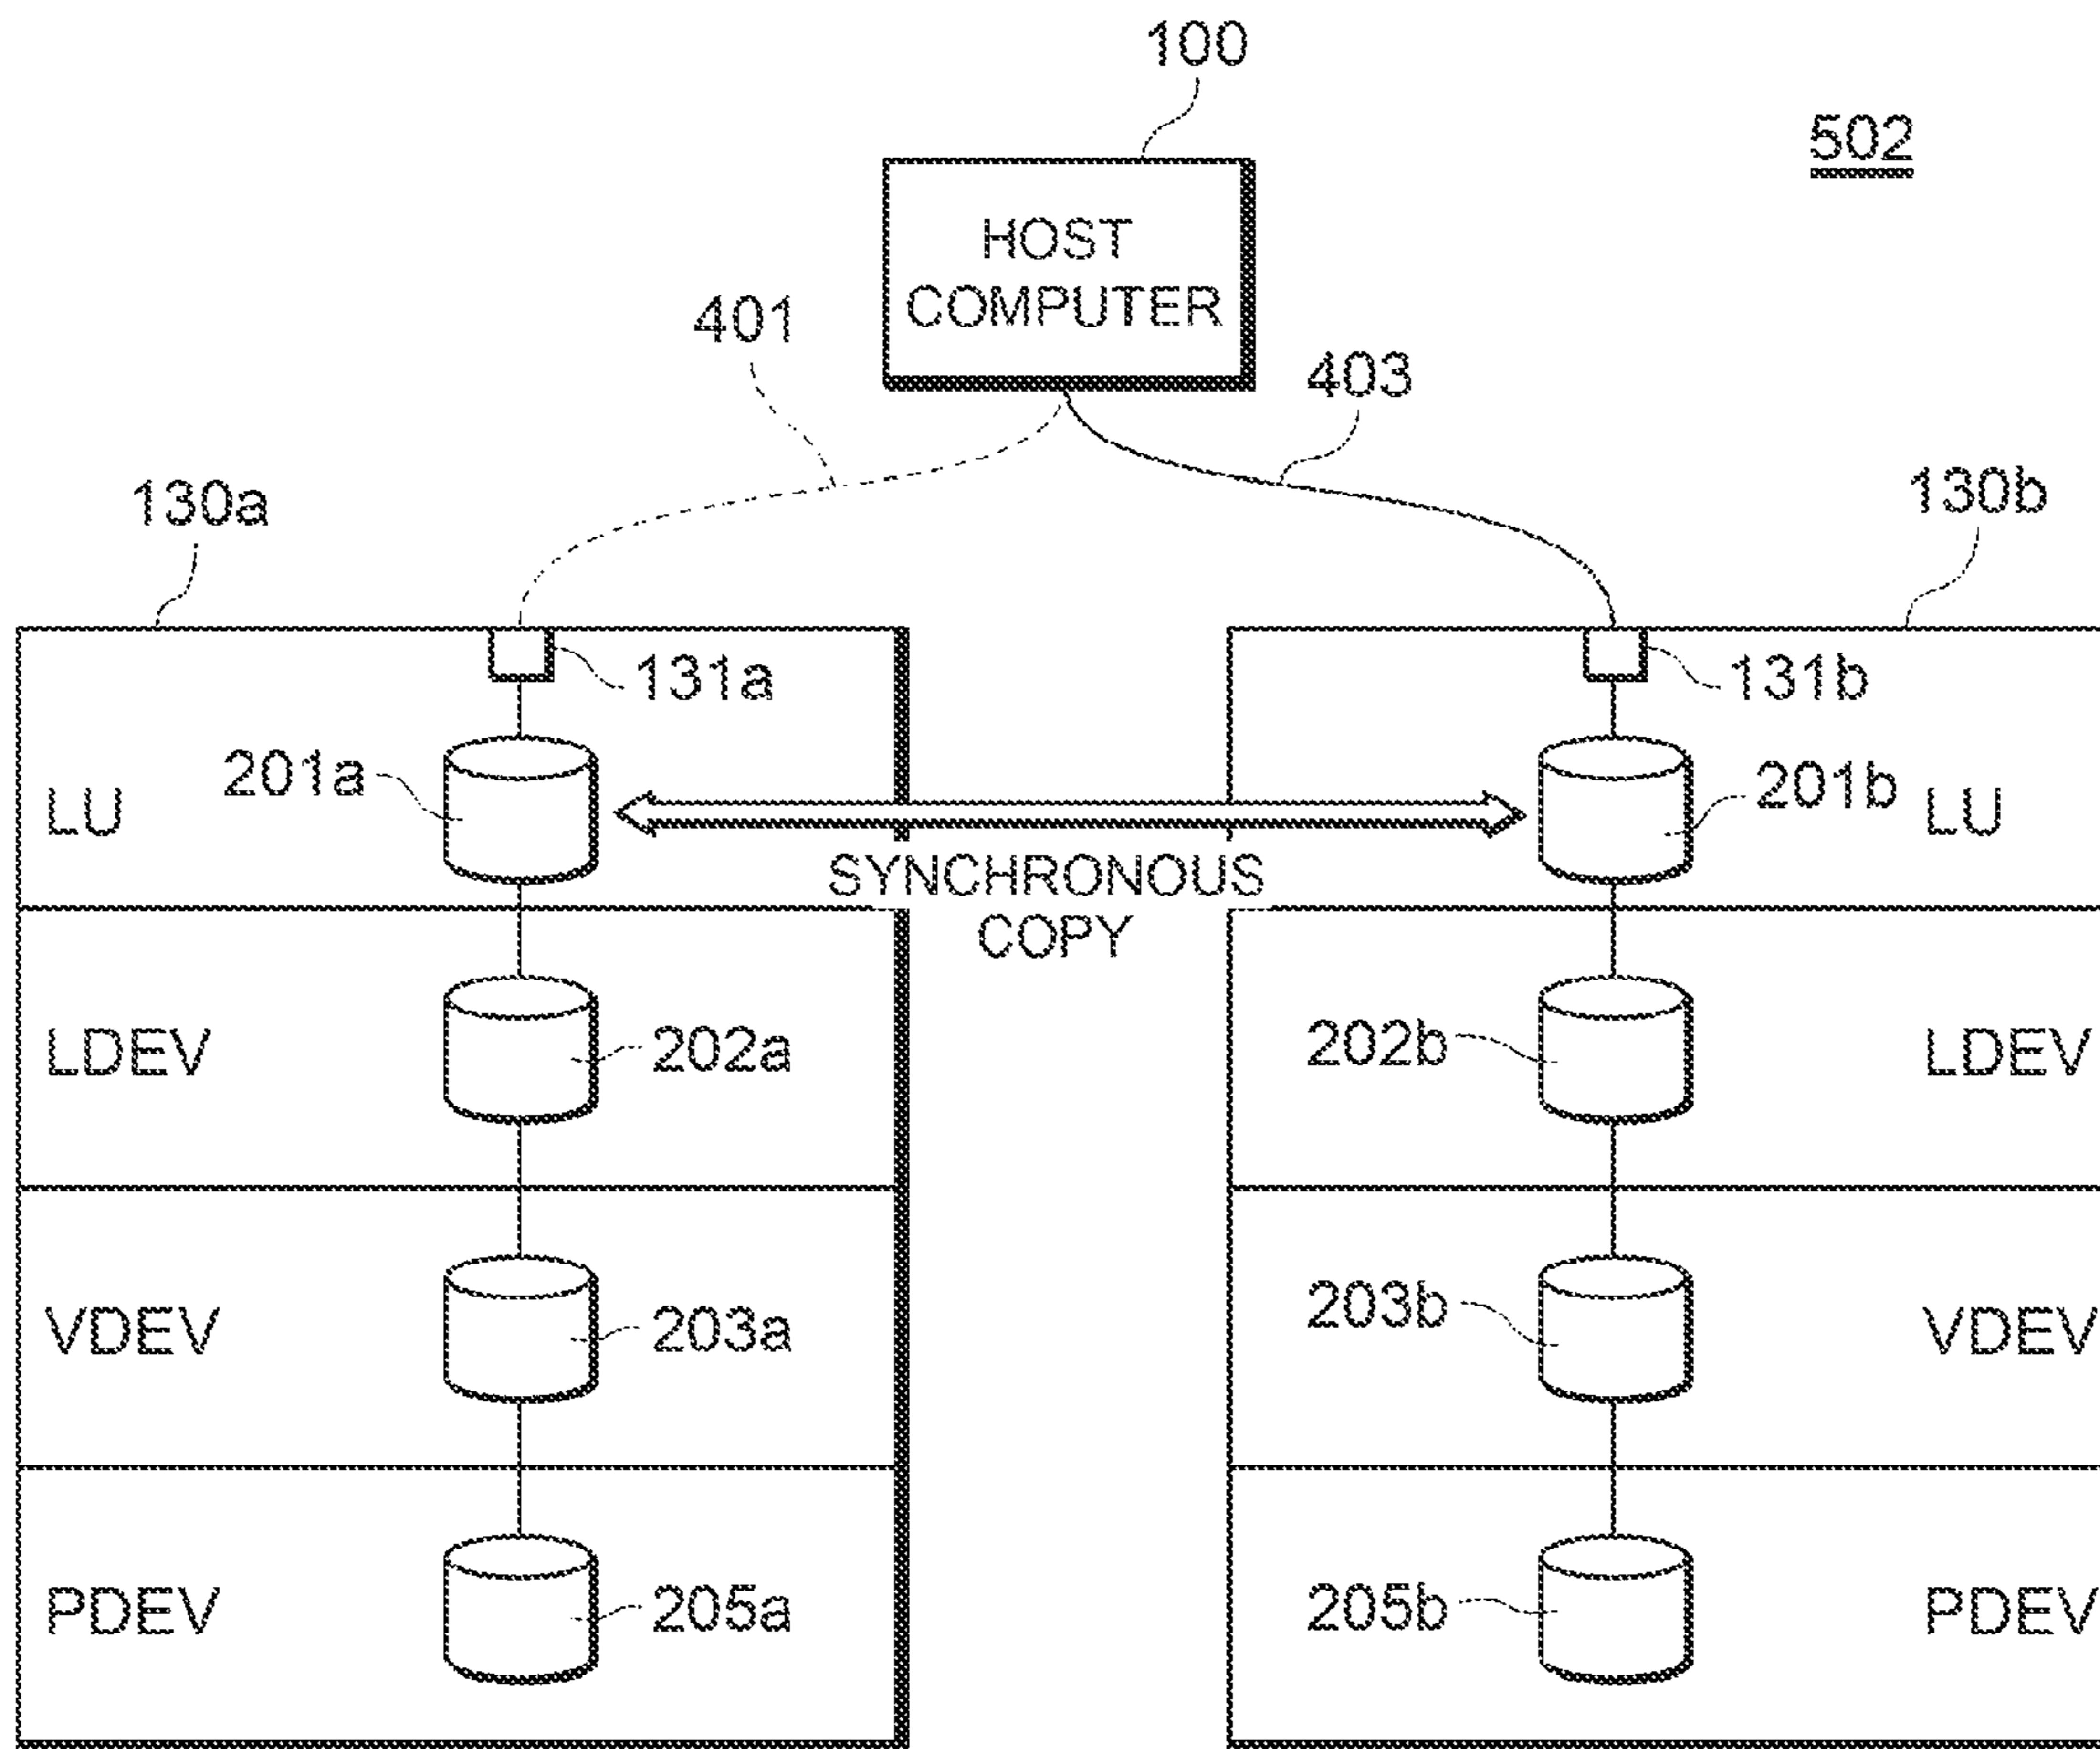 100
502
HOST
COMPUTER
401
403
130a
130b
131a
131b
201a
201b
LU
LU
SYNCHRONOUS
COPY
LDEV
202a
202b
LDEV
VDEV
203a
203b
VDEV
PDEV
205a
205b
PDEV